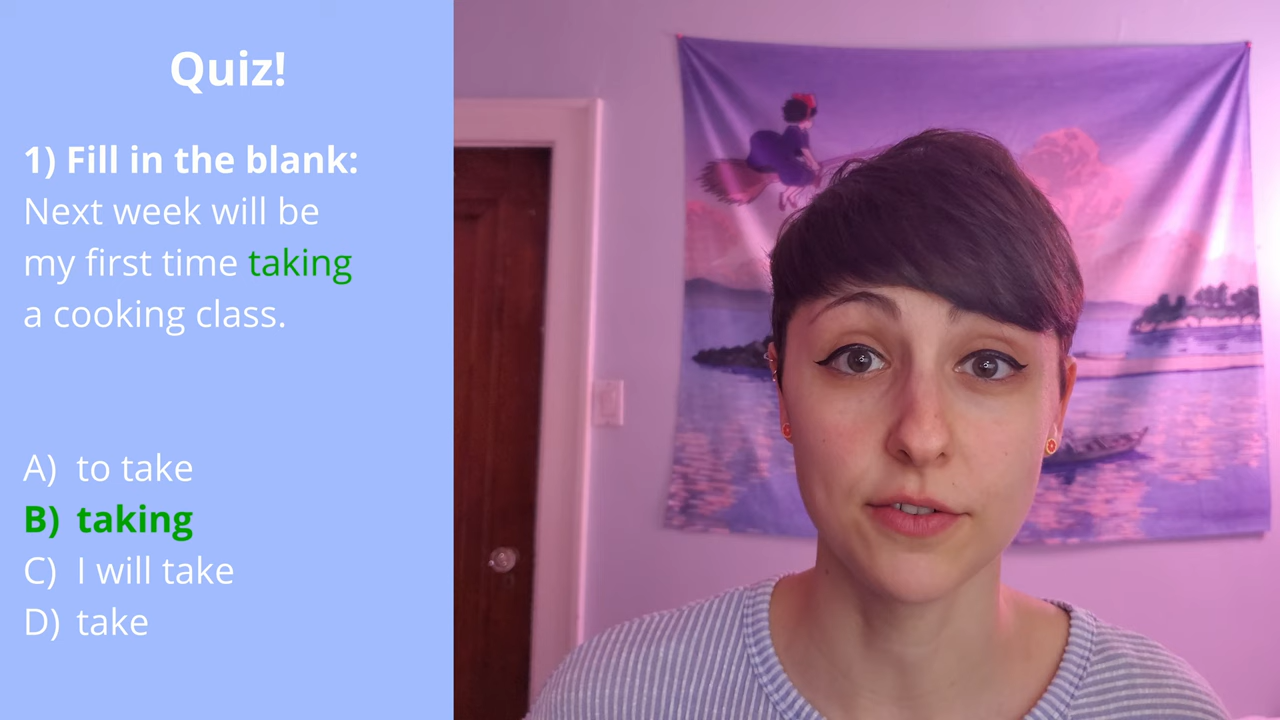 Quiz!
1) Fill in the blank:
Next week will be
my first time taking
a cooking class.
A) to take
B) taking
C) I will take
D) take